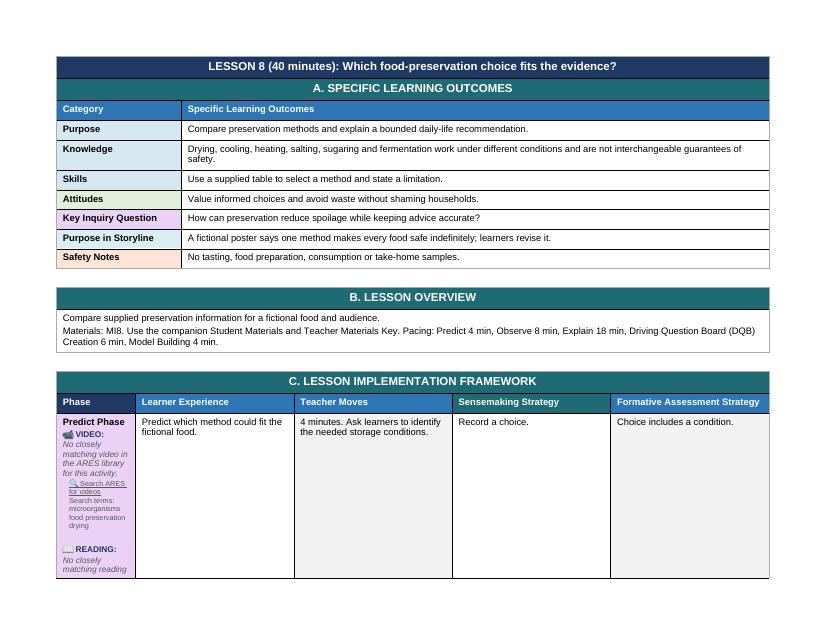 LESSON 8 (40 minutes): Which food-preservation choice fits the evidence?
A. SPECIFIC LEARNING OUTCOMES
Category
Specific Learning Outcomes
Purpose
Compare preservation methods and explain a bounded daily-life recommendation.
Knowledge
Drying, cooling, heating, salting, sugaring and fermentation work under different conditions and are not interchangeable guarantees of
safety.
Skills
Use a supplied table to select a method and state a limitation.
Attitudes
Value informed choices and avoid waste without shaming households.
Key Inquiry Question
How can preservation reduce spoilage while keeping advice accurate?
Purpose in Storyline
A fictional poster says one method makes every food safe indefinitely; learners revise it.
Safety Notes
No tasting, food preparation, consumption or take-home samples.
B. LESSON OVERVIEW
Compare supplied preservation information for a fictional food and audience.
Materials: MI8. Use the companion Student Materials and Teacher Materials Key. Pacing: Predict 4 min, Observe 8 min, Explain 18 min, Driving Question Board (DQB)
Creation 6 min, Model Building 4 min.
C. LESSON IMPLEMENTATION FRAMEWORK
Phase
Learner Experience
Teacher Moves
Sensemaking Strategy
Formative Assessment Strategy
Predict Phase
📹 VIDEO:
No closely
matching video in
the ARES library
for this activity.
🔍 Search ARES
for videos
Search terms:
microorganisms
food preservation
drying
📖 READING:
No closely
matching reading
Predict which method could fit the
fictional food.
4 minutes. Ask learners to identify
the needed storage conditions.
Record a choice.
Choice includes a condition.